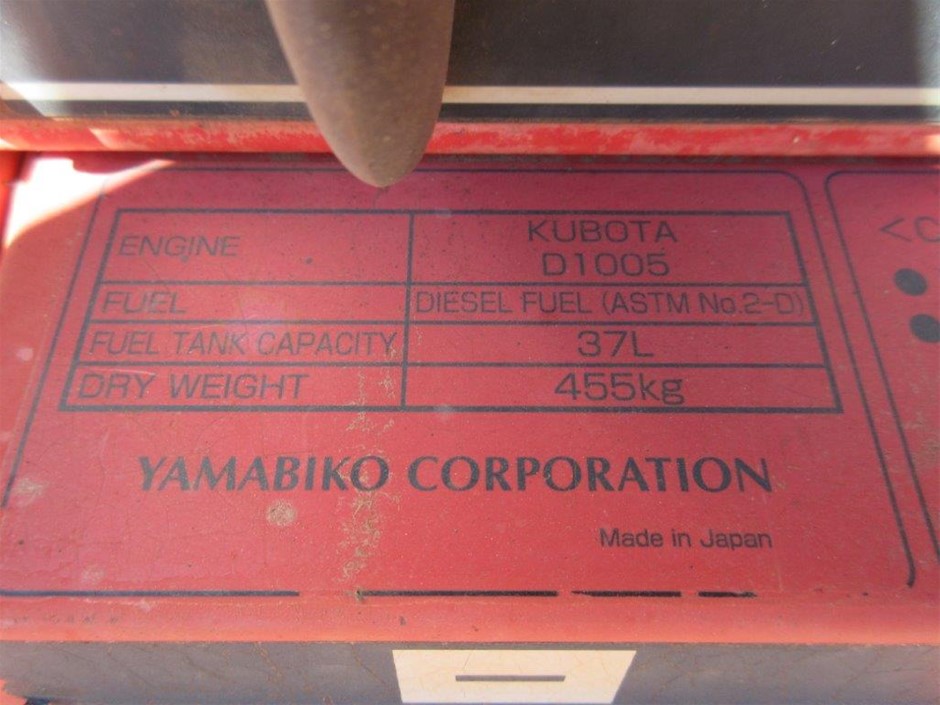 ENGINE KUBOTA
D1005
FUEL DIESEL FUEL (ASTM No.2-D)
FUEL TANK CAPACITY 37L
DRY WEIGHT 455kg
YAMABIKO CORPORATION
Made in Japan